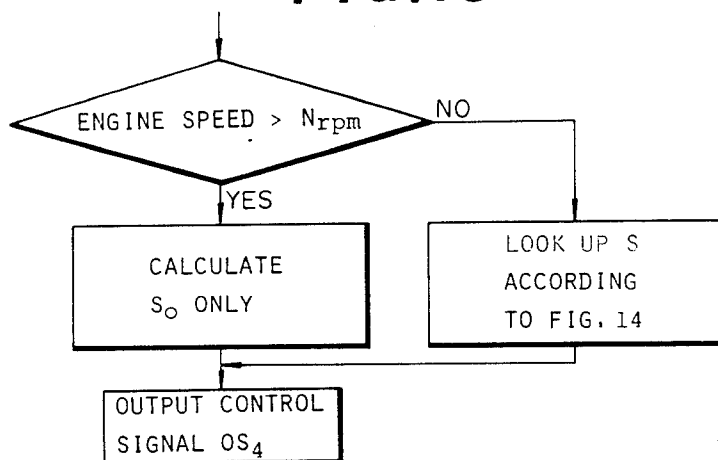 ENGINE SPEED > Nrpm
NO
YES
CALCULATE
So ONLY
LOOK UP S
ACCORDING
TO FIG. 14
OUTPUT CONTROL
SIGNAL OS4